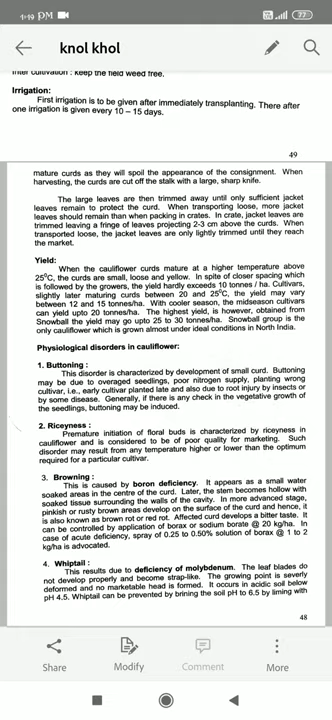 1:19 PM
77
knol khol
Inter cultivation : Keep the field weed free.
Irrigation:
First irrigation is to be given after immediately transplanting. There after
one irrigation is given every 10 – 15 days.
49
mature curds as they will spoil the appearance of the consignment. When
harvesting, the curds are cut off the stalk with a large, sharp knife.
The large leaves are then trimmed away until only sufficient jacket
leaves remain to protect the curd. When transporting loose, more jacket
leaves should remain than when packing in crates. In crate, jacket leaves are
trimmed leaving a fringe of leaves projecting 2-3 cm above the curds. When
transported loose, the jacket leaves are only lightly trimmed until they reach
the market.
Yield:
When the cauliflower curds mature at a higher temperature above
25⁰C, the curds are small, loose and yellow. In spite of closer spacing which
is followed by the growers, the yield hardly exceeds 10 tonnes / ha. Cultivars,
slightly later maturing curds between 20 and 25⁰C, the yield may vary
between 12 and 15 tonnes/ha. With cooler season, the midseason cultivars
can yield upto 20 tonnes/ha. The highest yield, is however, obtained from
Snowball the yield may go upto 25 to 30 tonnes/ha. Snowball group is the
only cauliflower which is grown almost under ideal conditions in North India.
Physiological disorders in cauliflower:
1. Buttoning :
This disorder is characterized by development of small curd. Buttoning
may be due to overaged seedlings, poor nitrogen supply, planting wrong
cultivar, i.e., early cultivar planted late and also due to root injury by insects or
by some disease. Generally, if there is any check in the vegetative growth of
the seedlings, buttoning may be induced.
2. Riceyness :
Premature initiation of floral buds is characterized by riceyness in
cauliflower and is considered to be of poor quality for marketing. Such
disorder may result from any temperature higher or lower than the optimum
required for a particular cultivar.
3. Browning :
This is caused by boron deficiency. It appears as a small water
soaked areas in the centre of the curd. Later, the stem becomes hollow with
soaked tissue surrounding the walls of the cavity. In more advanced stage,
pinkish or rusty brown areas develop on the surface of the curd and hence, it
is also known as brown rot or red rot. Affected curd develops a bitter taste. It
can be controlled by application of borax or sodium borate @ 20 kg/ha. In
case of acute deficiency, spray of 0.25 to 0.50% solution of borax @ 1 to 2
kg/ha is advocated.
4. Whiptail :
This results due to deficiency of molybdenum. The leaf blades do
not develop properly and become strap-like. The growing point is severly
deformed and no marketable head is formed. It occurs in acidic soil below
pH 4.5. Whiptail can be prevented by brining the soil pH to 6.5 by liming with
48
Share
Modify
Comment
More